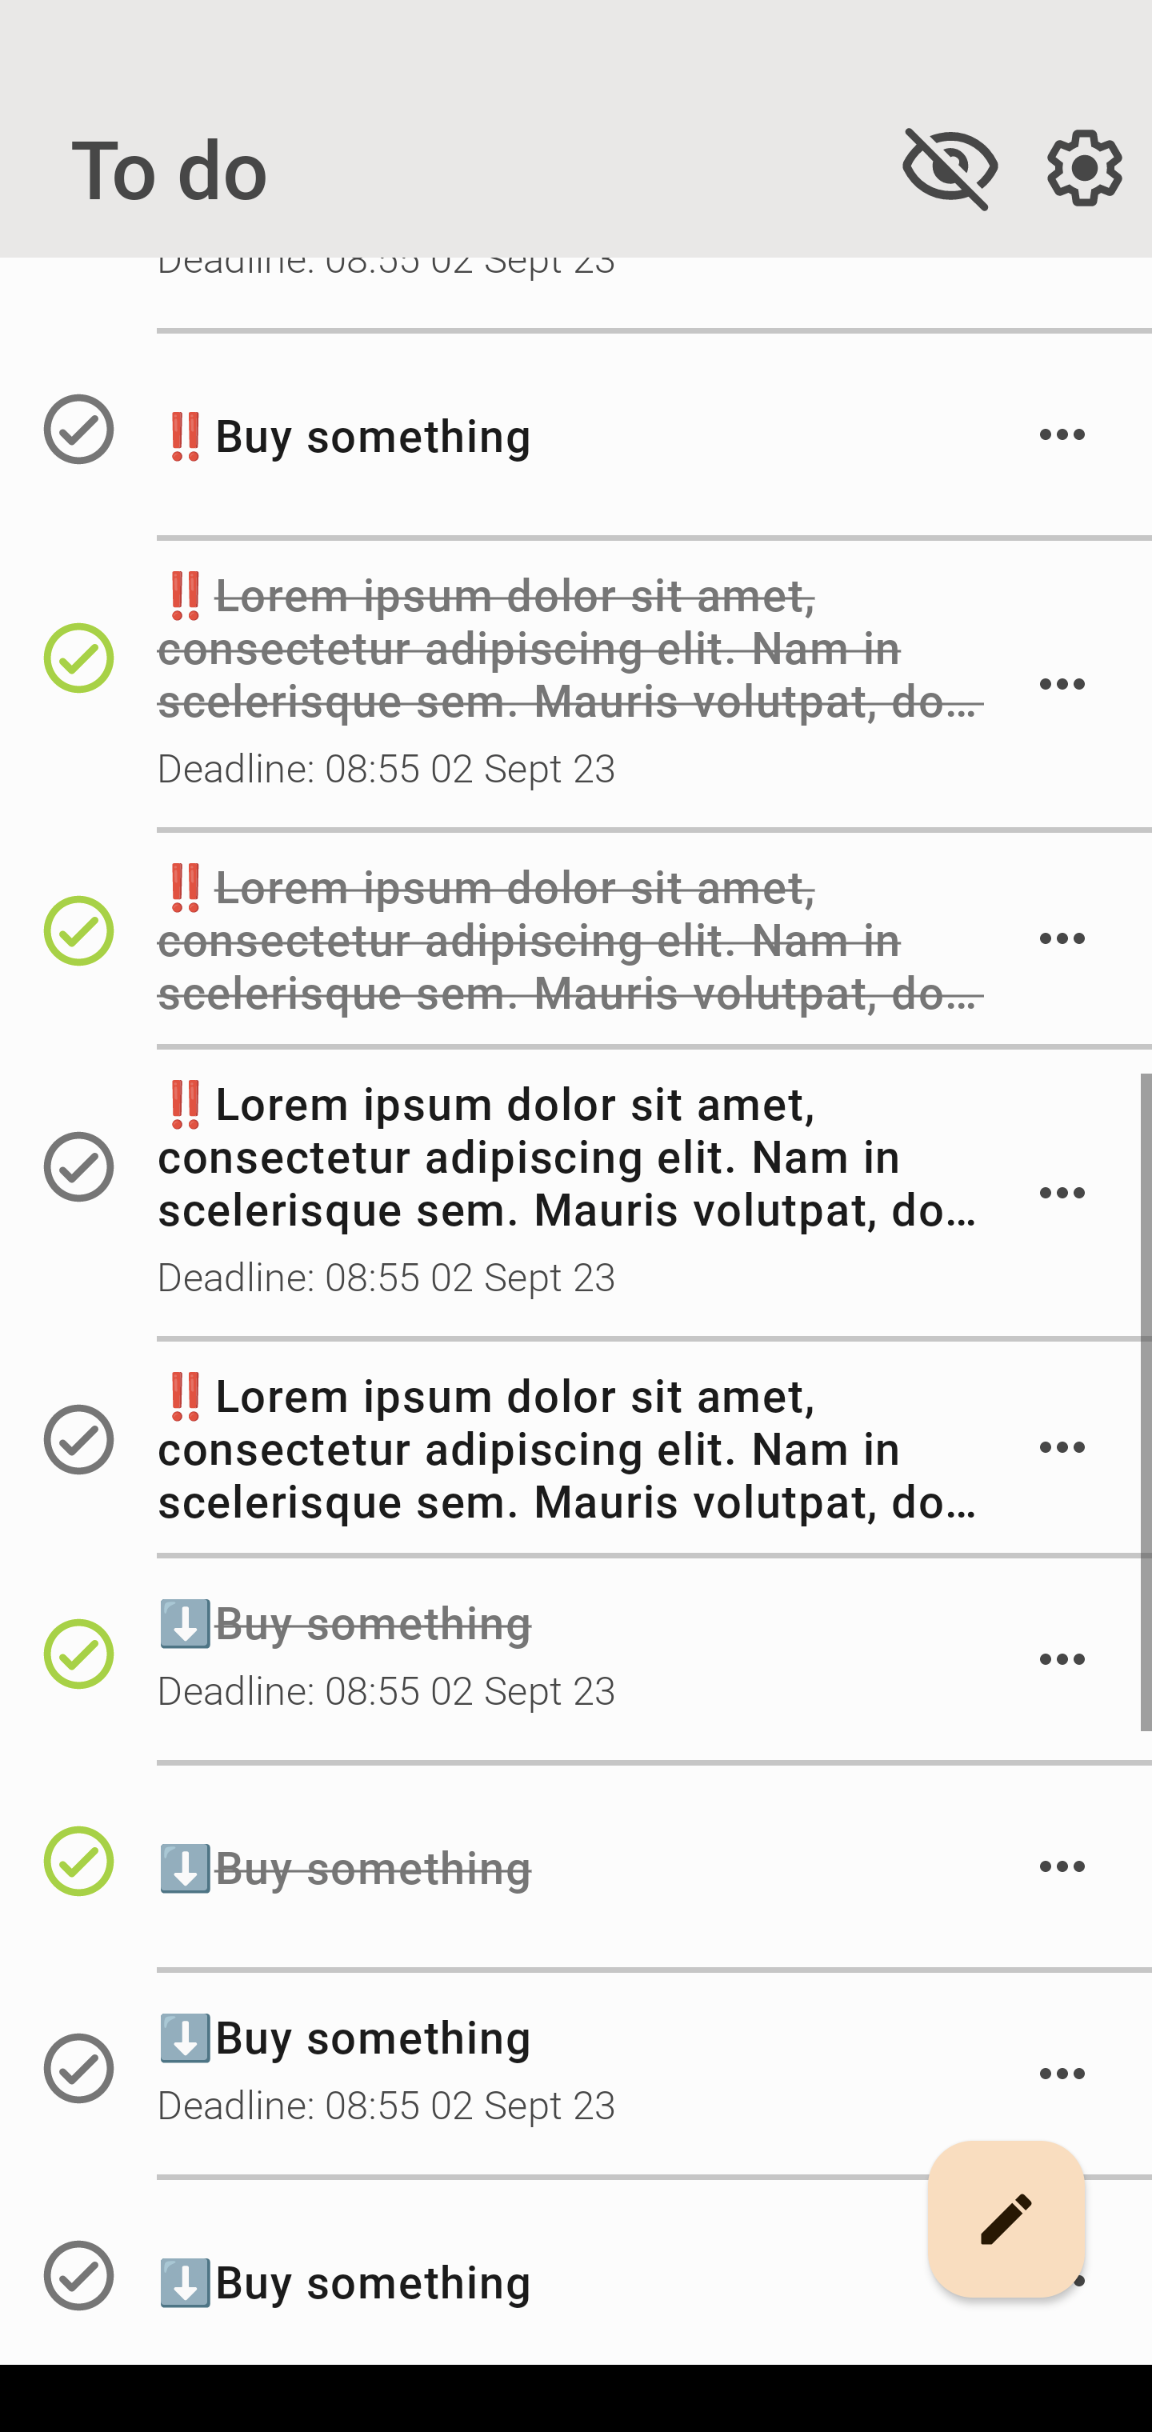 To do
Deadline: 08:55 02 Sept 23
‼️Buy something
‼️Lorem ipsum dolor sit amet,
consectetur adipiscing elit. Nam in
scelerisque sem. Mauris volutpat, do…
Deadline: 08:55 02 Sept 23
‼️Lorem ipsum dolor sit amet,
consectetur adipiscing elit. Nam in
scelerisque sem. Mauris volutpat, do…
‼️Lorem ipsum dolor sit amet,
consectetur adipiscing elit. Nam in
scelerisque sem. Mauris volutpat, do…
Deadline: 08:55 02 Sept 23
‼️Lorem ipsum dolor sit amet,
consectetur adipiscing elit. Nam in
scelerisque sem. Mauris volutpat, do…
⬇️Buy something
Deadline: 08:55 02 Sept 23
⬇️Buy something
⬇️Buy something
Deadline: 08:55 02 Sept 23
⬇️Buy something